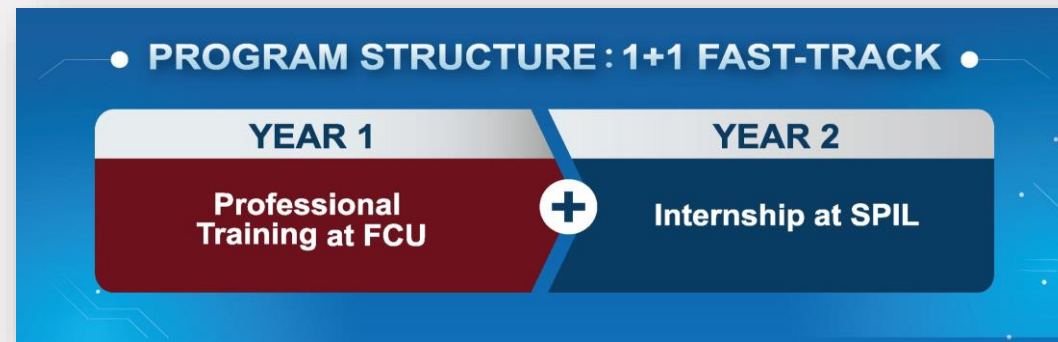 PROGRAM STRUCTURE: 1+1 FAST-TRACK
YEAR 1
Professional
Training at FCU
+
YEAR 2
Internship at SPIL